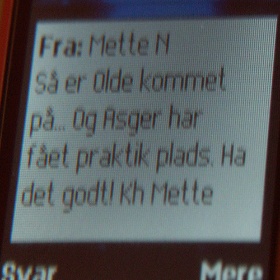 Fra: Mette N
Så er Olde kommet
på... Og Asger har
fået praktik plads. Ha
det godt! Kh Mette
Svar Mere